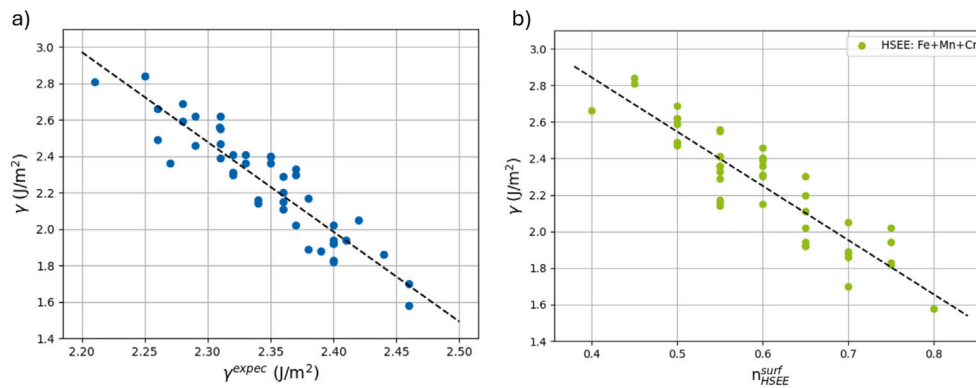 a)
γ (J/m²)
3.0
2.8
2.6
2.4
2.2
2.0
1.8
1.6
1.4
2.20 2.25 2.30 2.35 2.40 2.45 2.50
γ^expec (J/m²)
b)
HSEE: Fe+Mn+Cr
γ (J/m²)
3.0
2.8
2.6
2.4
2.2
2.0
1.8
1.6
1.4
0.4 0.5 0.6 0.7 0.8
n_HSEE^surf